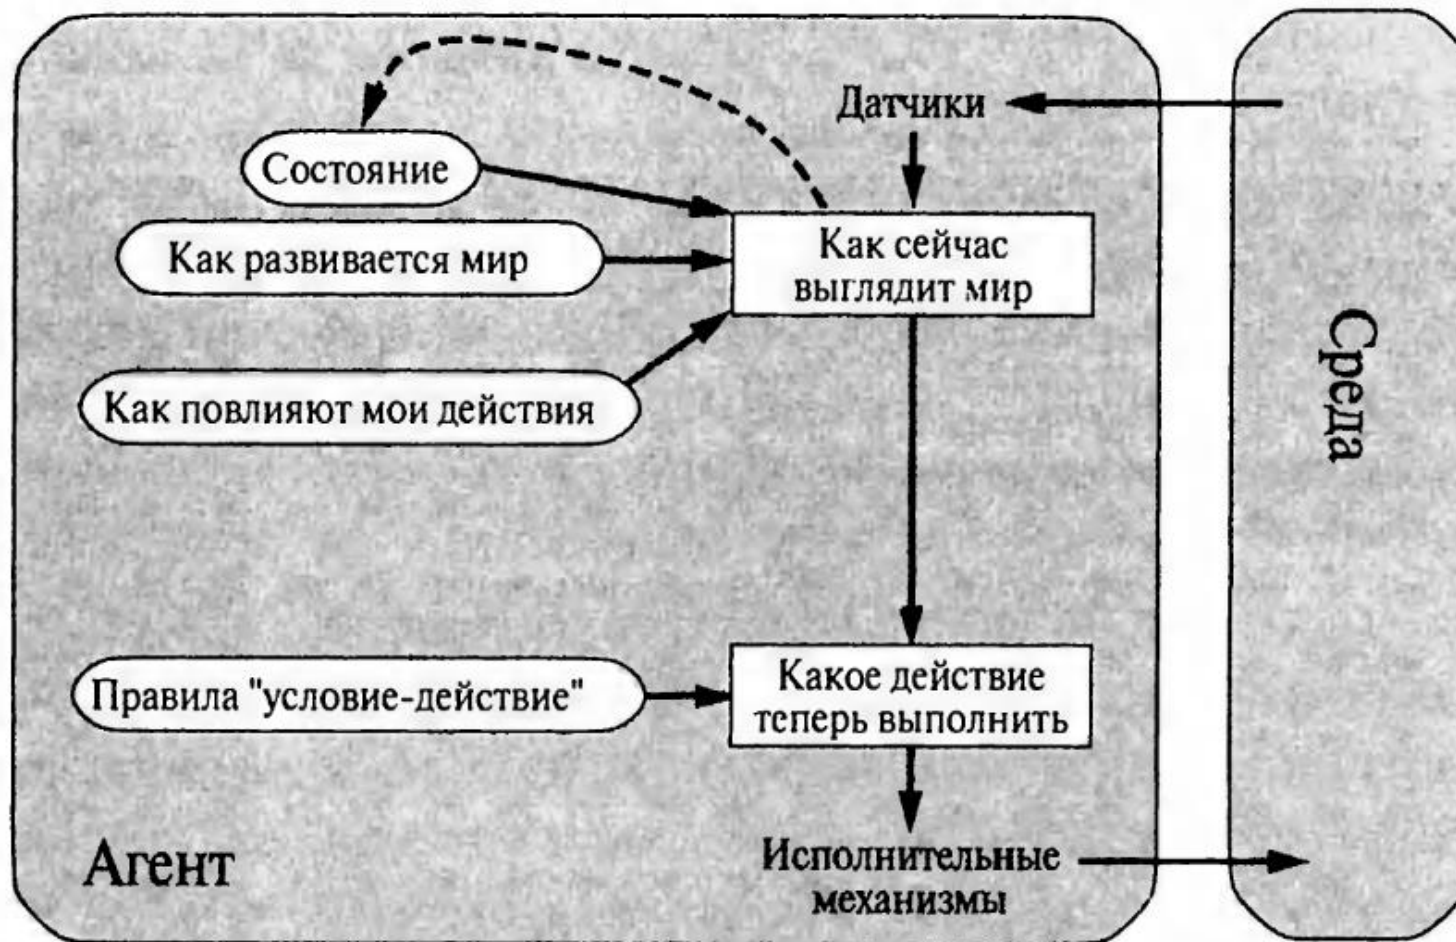 Датчики
Состояние
Как развивается мир
Как сейчас
выглядит мир
Как повлияют мои действия
Среда
Правила "условие-действие"
Какое действие
теперь выполнить
Агент
Исполнительные
механизмы